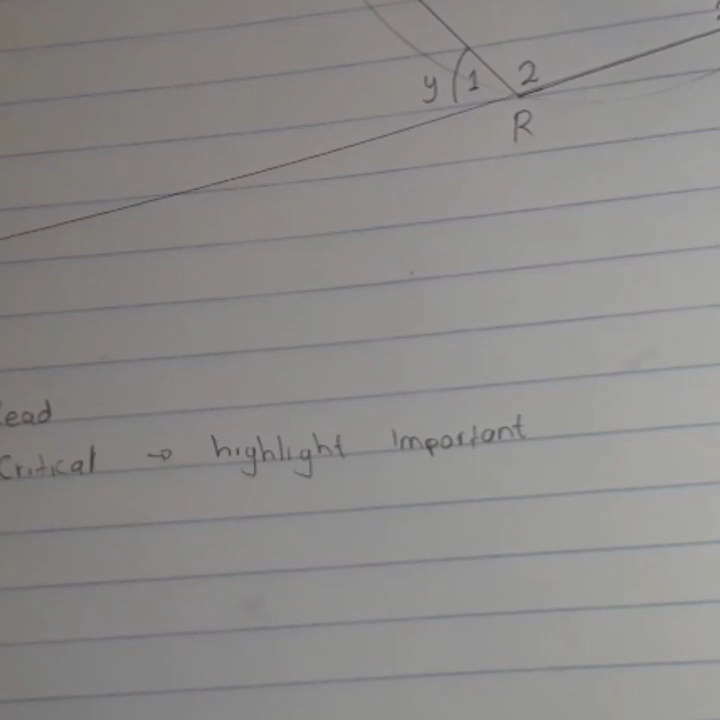 y 1 2
R
ead
Critical → highlight important